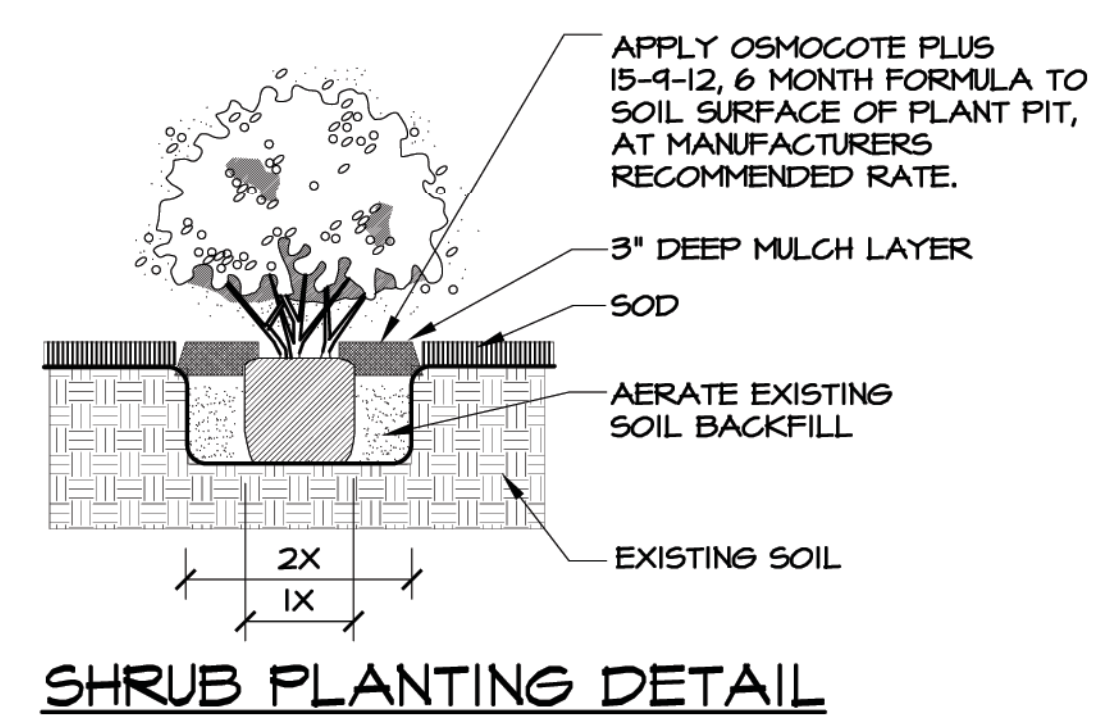 APPLY OSMOCOTE PLUS
15-9-12, 6 MONTH FORMULA TO
SOIL SURFACE OF PLANT PIT,
AT MANUFACTURERS
RECOMMENDED RATE.
3" DEEP MULCH LAYER
SOD
AERATE EXISTING
SOIL BACKFILL
EXISTING SOIL
2X
1X
SHRUB PLANTING DETAIL